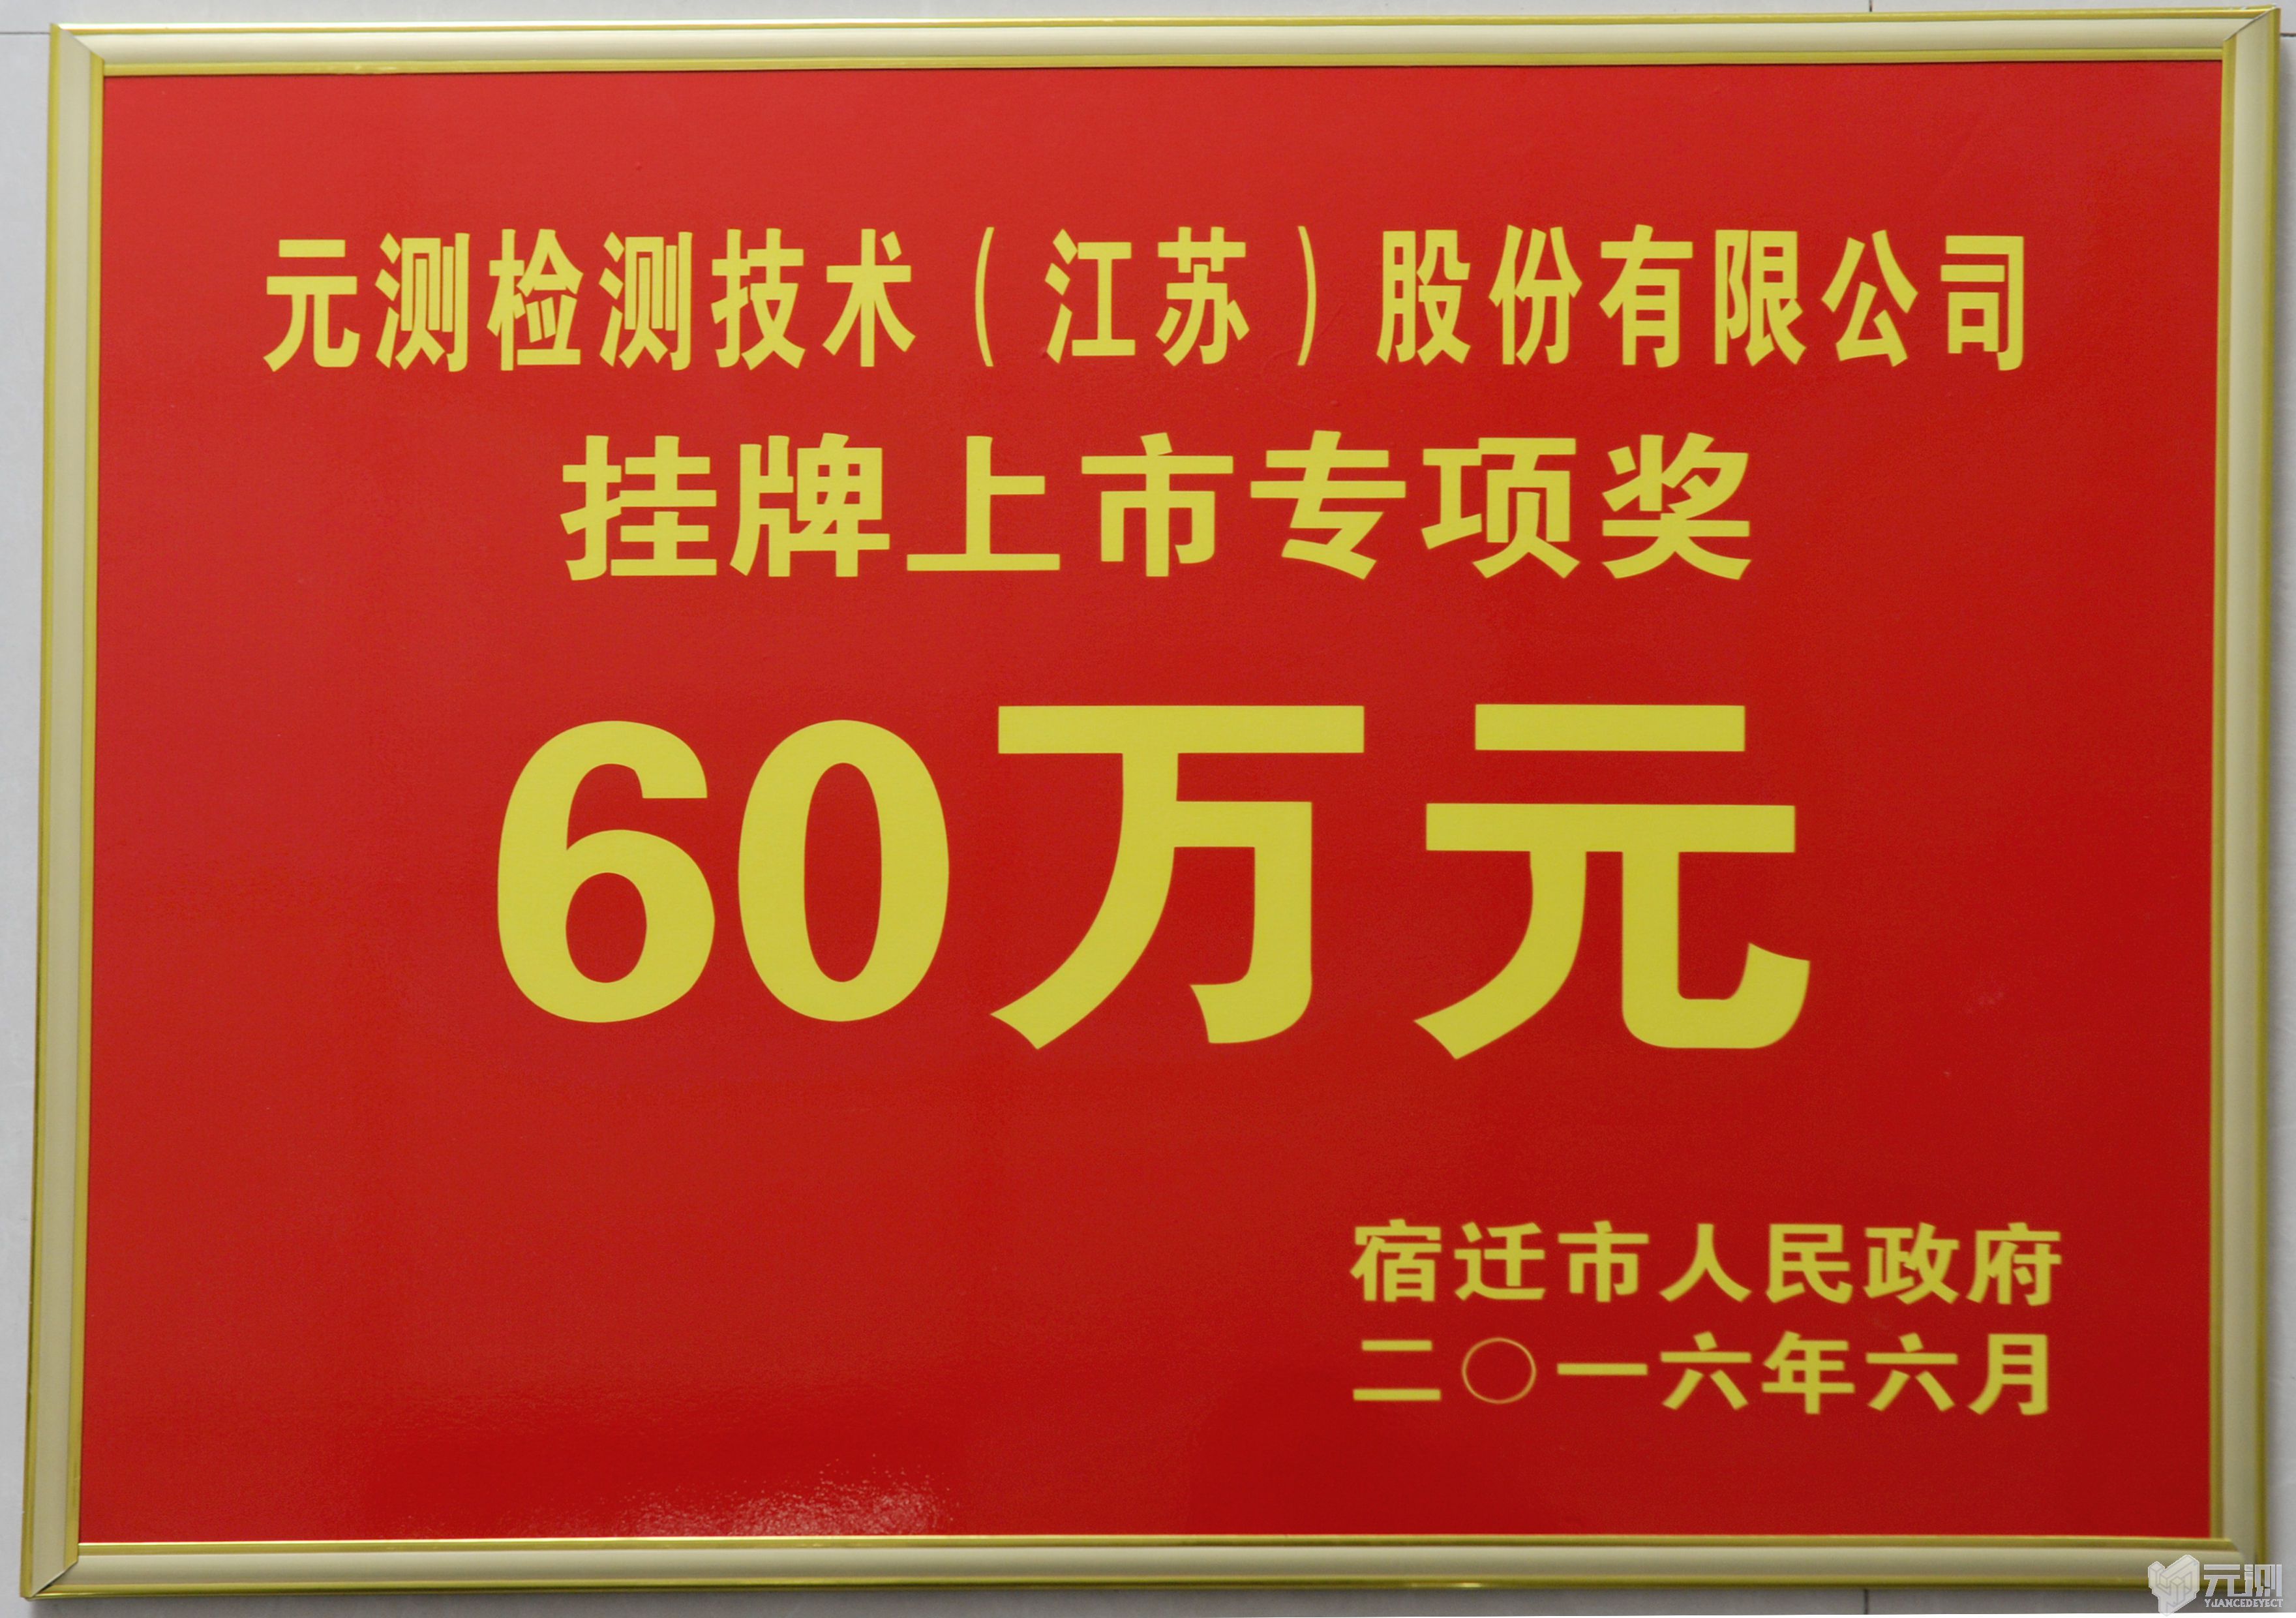 元测检测技术（江苏）股份有限公司
挂牌上市专项奖
60万元
宿迁市人民政府
二〇一六年六月
元测